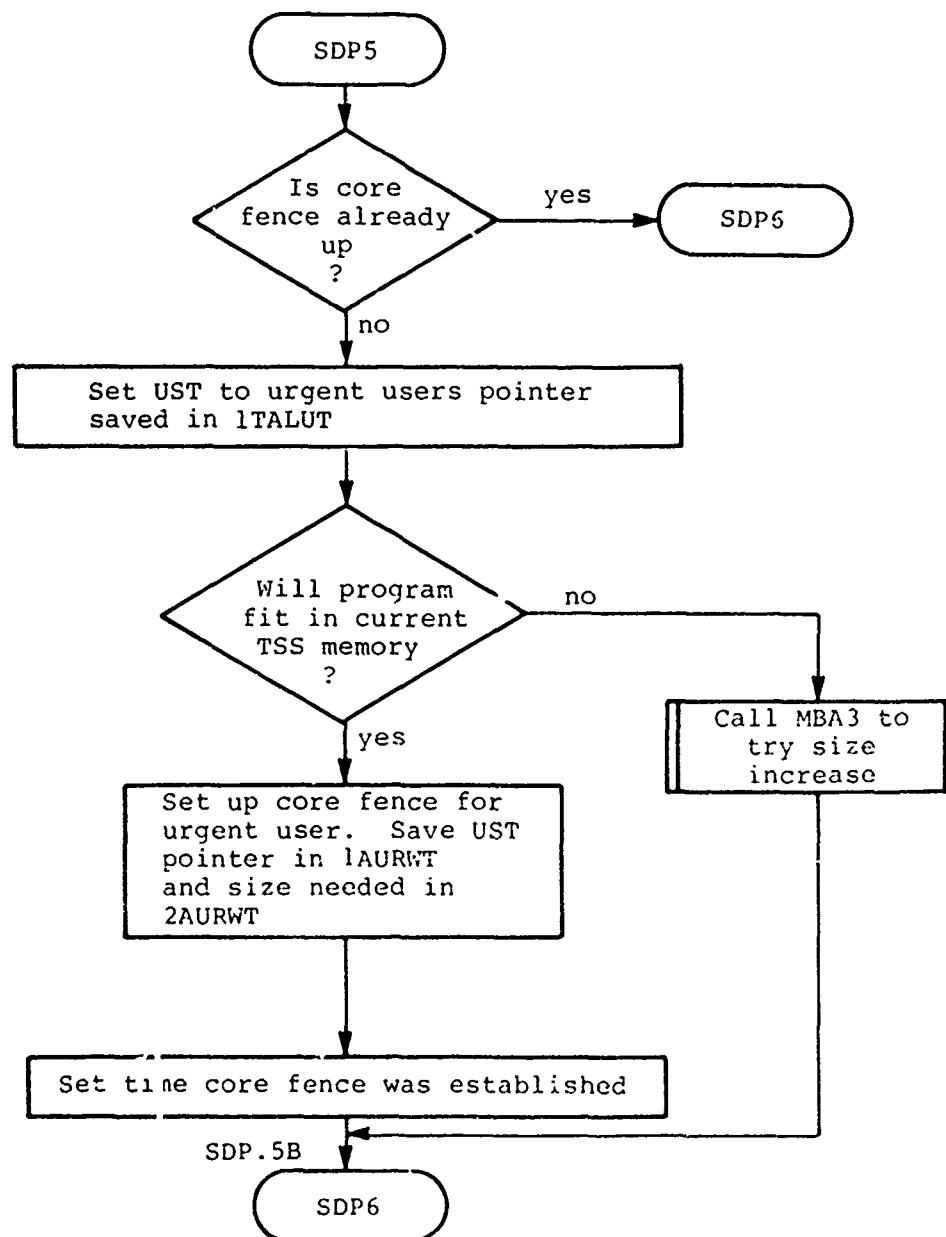 SDP5
Is core
fence already
up
?
yes
SDP6
no
Set UST to urgent users pointer
saved in 1TALUT
Will program
fit in current
TSS memory
?
no
yes
Call MBA3 to
try size
increase
Set up core fence for
urgent user. Save UST
pointer in 1AURWT
and size needed in
2AURWT
Set time core fence was established
SDP.5B
SDP6